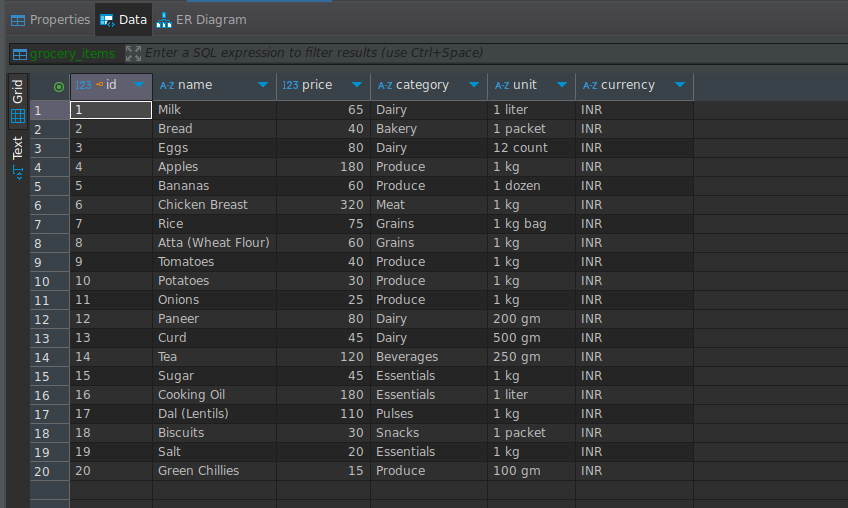 Properties Data ER Diagram
grocery_items Enter a SQL expression to filter results (use Ctrl+Space)
Grid
Text
123 id A-Z name 123 price A-Z category A-Z unit A-Z currency
1 1 Milk 65 Dairy 1 liter INR
2 2 Bread 40 Bakery 1 packet INR
3 3 Eggs 80 Dairy 12 count INR
4 4 Apples 180 Produce 1 kg INR
5 5 Bananas 60 Produce 1 dozen INR
6 6 Chicken Breast 320 Meat 1 kg INR
7 7 Rice 75 Grains 1 kg bag INR
8 8 Atta (Wheat Flour) 60 Grains 1 kg INR
9 9 Tomatoes 40 Produce 1 kg INR
10 10 Potatoes 30 Produce 1 kg INR
11 11 Onions 25 Produce 1 kg INR
12 12 Paneer 80 Dairy 200 gm INR
13 13 Curd 45 Dairy 500 gm INR
14 14 Tea 120 Beverages 250 gm INR
15 15 Sugar 45 Essentials 1 kg INR
16 16 Cooking Oil 180 Essentials 1 liter INR
17 17 Dal (Lentils) 110 Pulses 1 kg INR
18 18 Biscuits 30 Snacks 1 packet INR
19 19 Salt 20 Essentials 1 kg INR
20 20 Green Chillies 15 Produce 100 gm INR